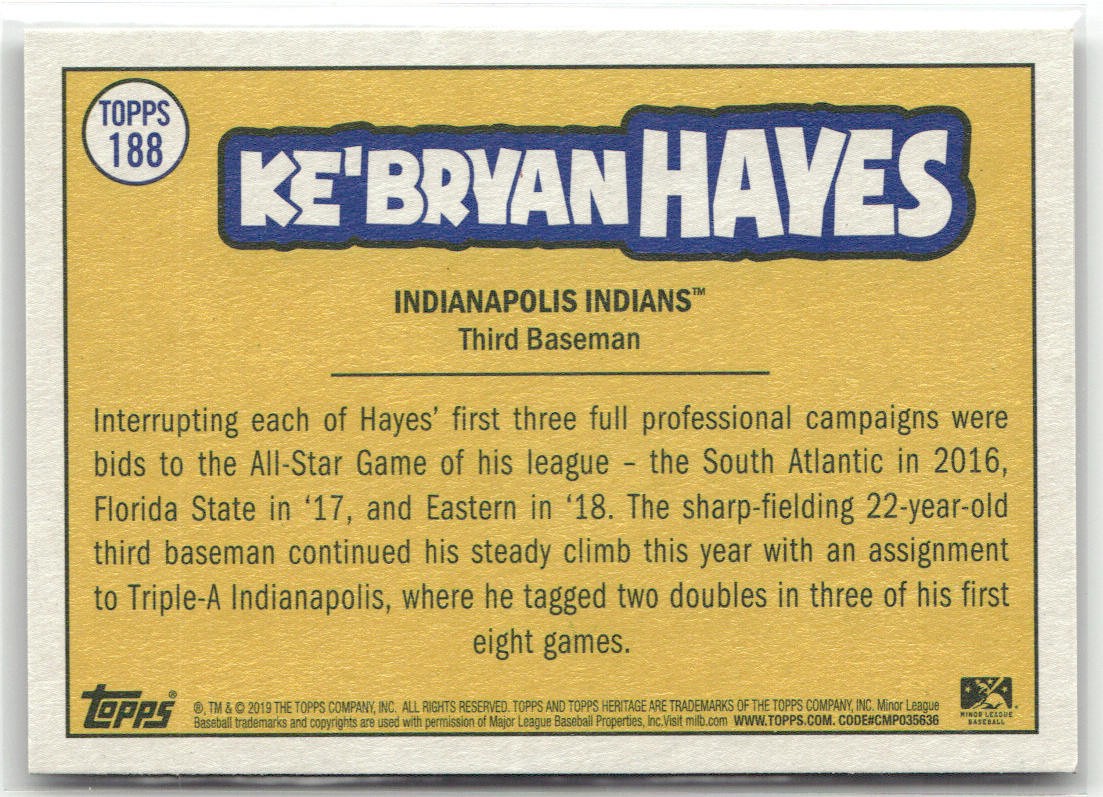 TOPPS
188
KE'BRYAN HAYES
INDIANAPOLIS INDIANS™
Third Baseman
Interrupting each of Hayes’ first three full professional campaigns were
bids to the All-Star Game of his league – the South Atlantic in 2016,
Florida State in ‘17, and Eastern in ‘18. The sharp-fielding 22-year-old
third baseman continued his steady climb this year with an assignment
to Triple-A Indianapolis, where he tagged two doubles in three of his first
eight games.
topps®
®, TM & © 2019 THE TOPPS COMPANY, INC. ALL RIGHTS RESERVED. TOPPS AND TOPPS HERITAGE ARE TRADEMARKS OF THE TOPPS COMPANY, INC. Minor League
Baseball trademarks and copyrights are used with permission of Major League Baseball Properties, Inc.Visit milb.com WWW.TOPPS.COM. CODE#CMP035636
MINOR LEAGUE
BASEBALL